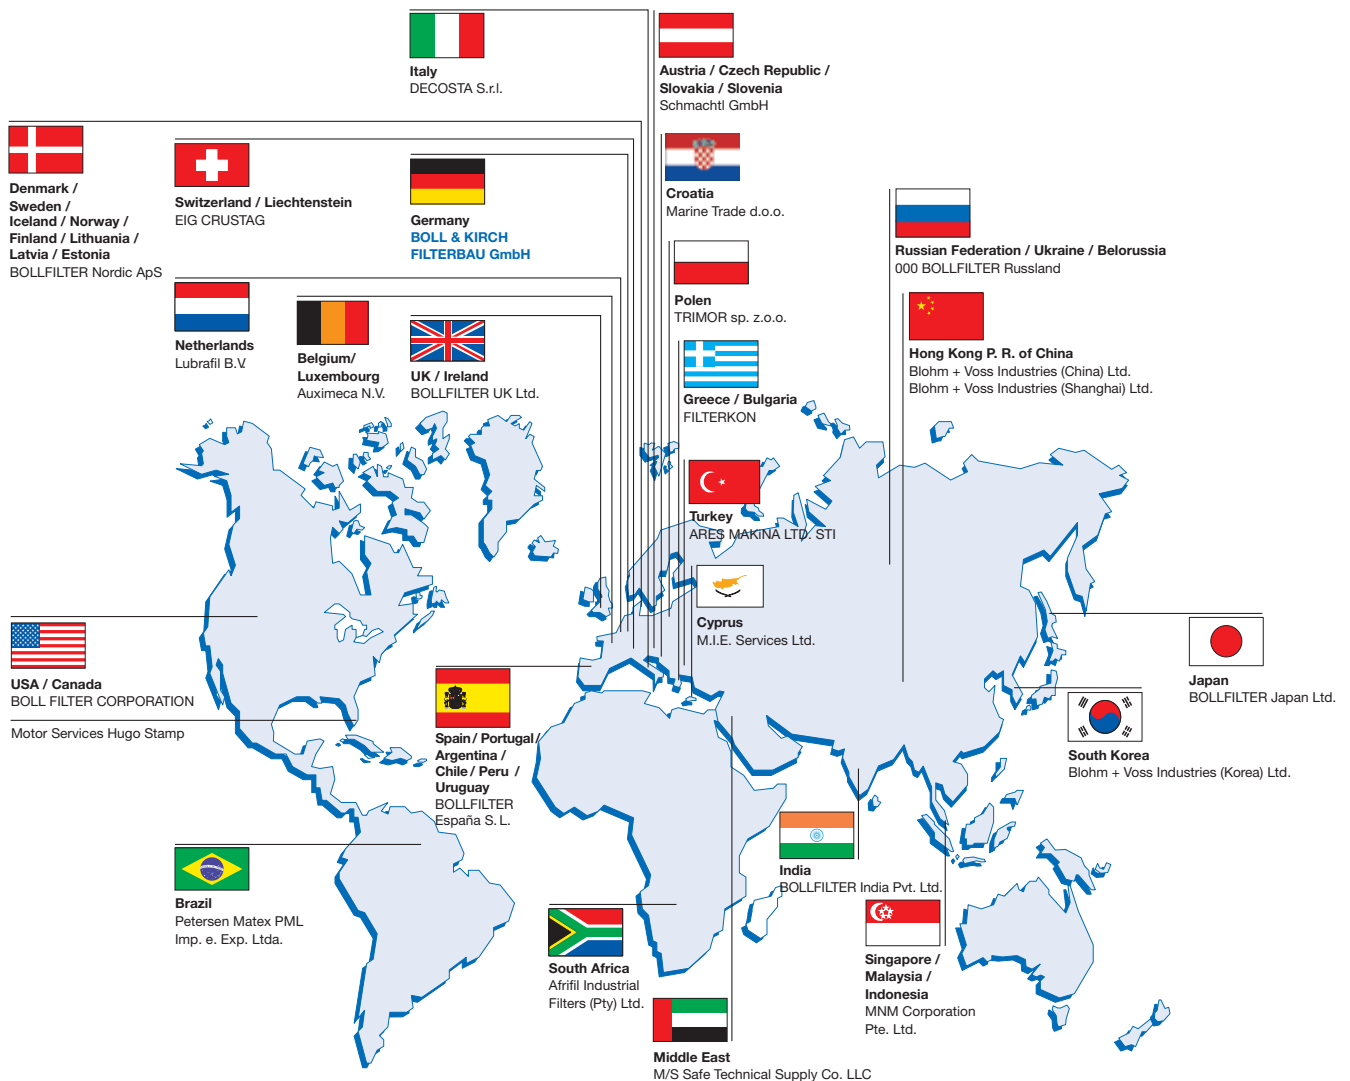 Italy
DECOSTA S.r.l.
Austria / Czech Republic /
Slovakia / Slovenia
Schmachtl GmbH
Denmark /
Sweden /
Iceland / Norway /
Finland / Lithuania /
Latvia / Estonia
BOLLFILTER Nordic ApS
Switzerland / Liechtenstein
EIG CRUSTAG
Germany
BOLL & KIRCH
FILTERBAU GmbH
Croatia
Marine Trade d.o.o.
Russian Federation / Ukraine / Belorussia
000 BOLLFILTER Russland
Polen
TRIMOR sp. z.o.o.
Netherlands
Lubrafil B.V.
Belgium/
Luxembourg
Auximeca N.V.
UK / Ireland
BOLLFILTER UK Ltd.
Greece / Bulgaria
FILTERKON
Hong Kong P. R. of China
Blohm + Voss Industries (China) Ltd.
Blohm + Voss Industries (Shanghai) Ltd.
Turkey
ARES MAKiNA LTD. STI
Cyprus
M.I.E. Services Ltd.
USA / Canada
BOLL FILTER CORPORATION
Motor Services Hugo Stamp
Spain / Portugal/
Argentina /
Chile / Peru /
Uruguay
BOLLFILTER
España S. L.
Japan
BOLLFILTER Japan Ltd.
South Korea
Blohm + Voss Industries (Korea) Ltd.
Brazil
Petersen Matex PML
Imp. e. Exp. Ltda.
India
BOLLFILTER India Pvt. Ltd.
South Africa
Afrifil Industrial
Filters (Pty) Ltd.
Singapore /
Malaysia /
Indonesia
MNM Corporation
Pte. Ltd.
Middle East
M/S Safe Technical Supply Co. LLC